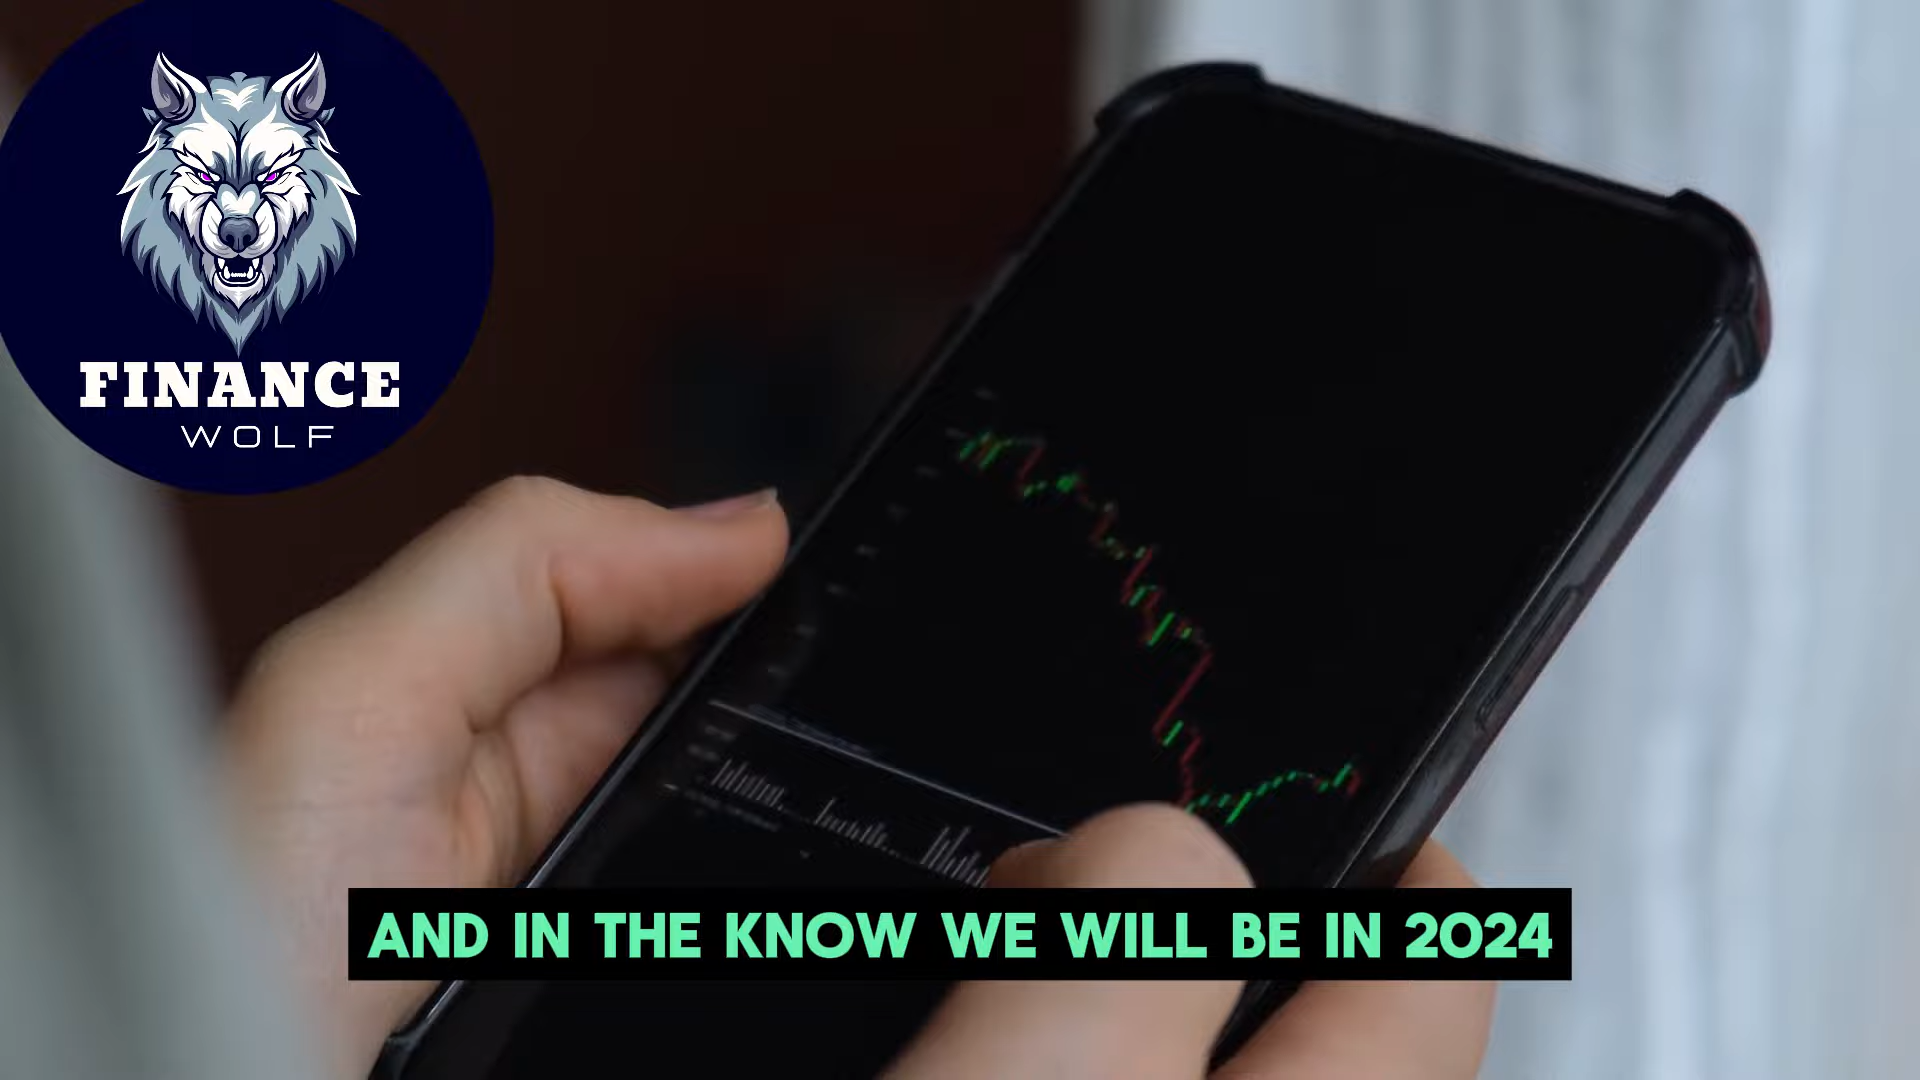 FINANCE
WOLF
AND IN THE KNOW WE WILL BE IN 2024